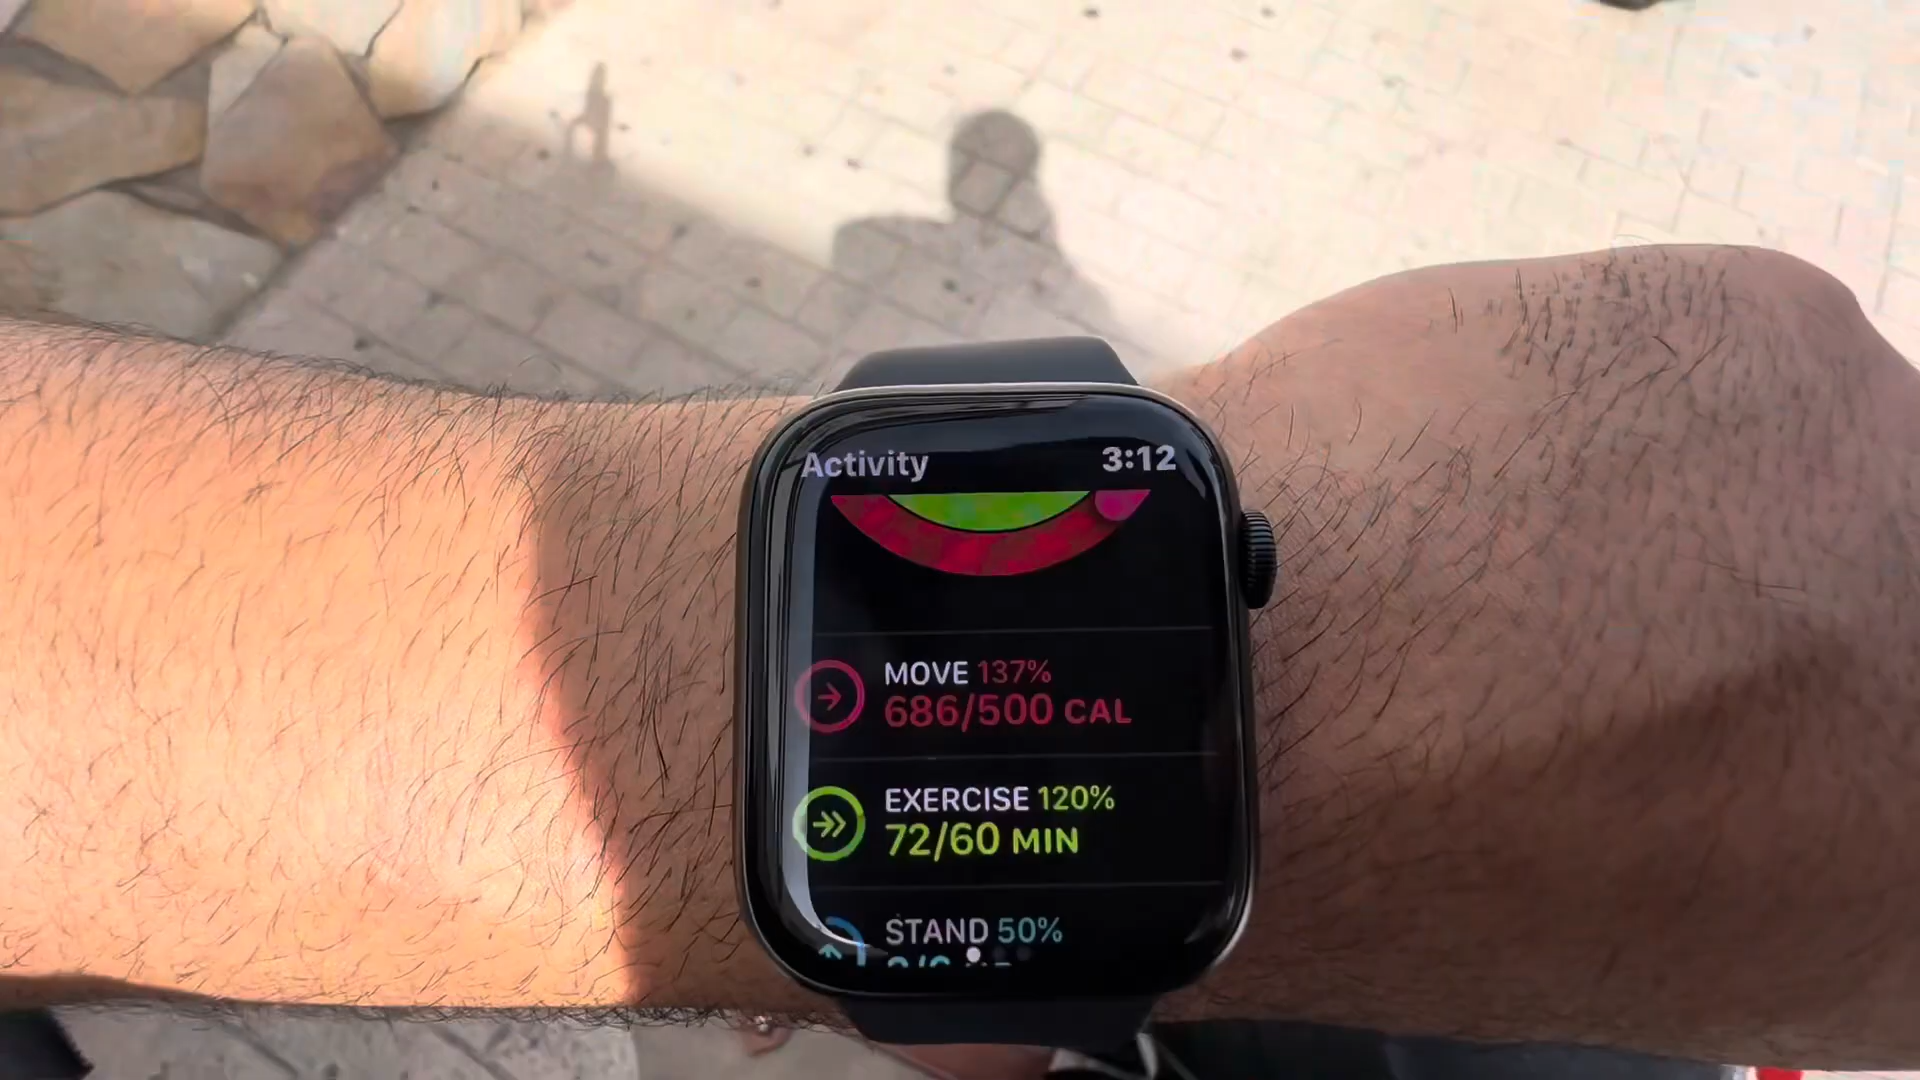 Activity 3:12
MOVE 137%
686/500 CAL
EXERCISE 120%
72/60 MIN
STAND 50%